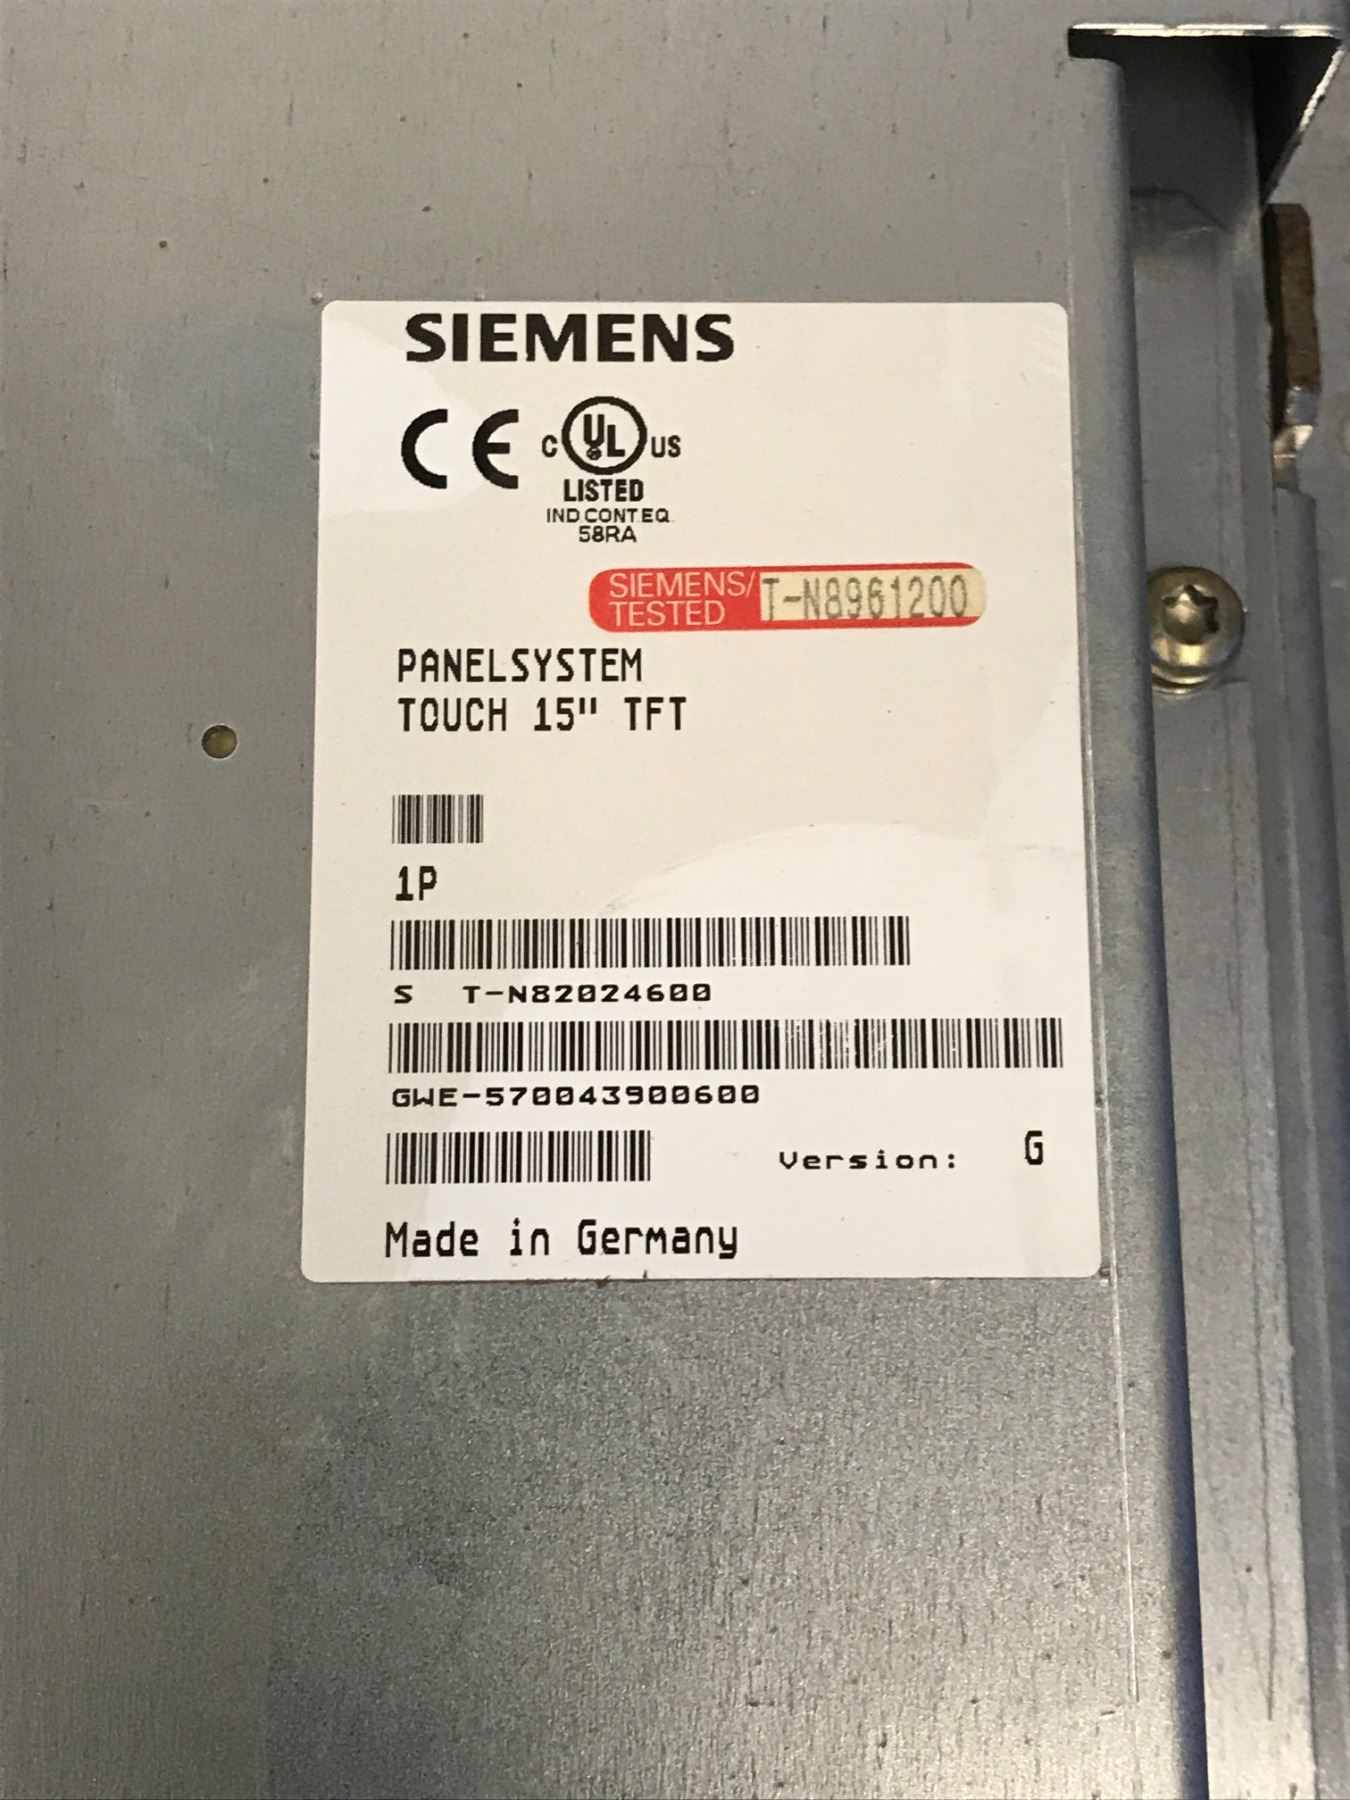 SIEMENS
CE C UL US
LISTED
IND.CONT.EQ.
58RA
SIEMENS/
TESTED T-N8961200
PANELSYSTEM
TOUCH 15" TFT
1P
S T-N82024600
GWE-570043900600
Version: G
Made in Germany